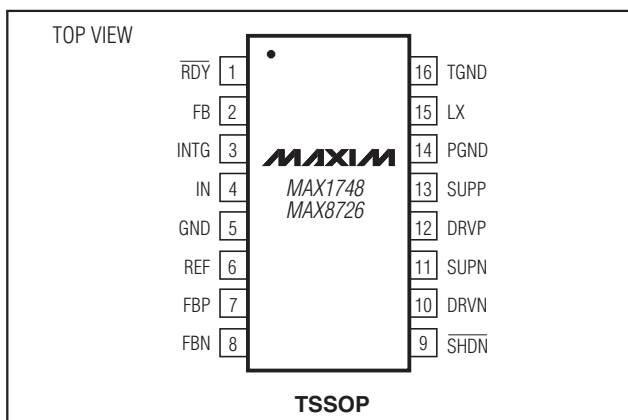 TOP VIEW
RDY 1
FB 2
INTG 3
IN 4
GND 5
REF 6
FBP 7
FBN 8
MAXIM
MAX1748
MAX8726
16 TGND
15 LX
14 PGND
13 SUPP
12 DRVP
11 SUPN
10 DRVN
9 SHDN
TSSOP